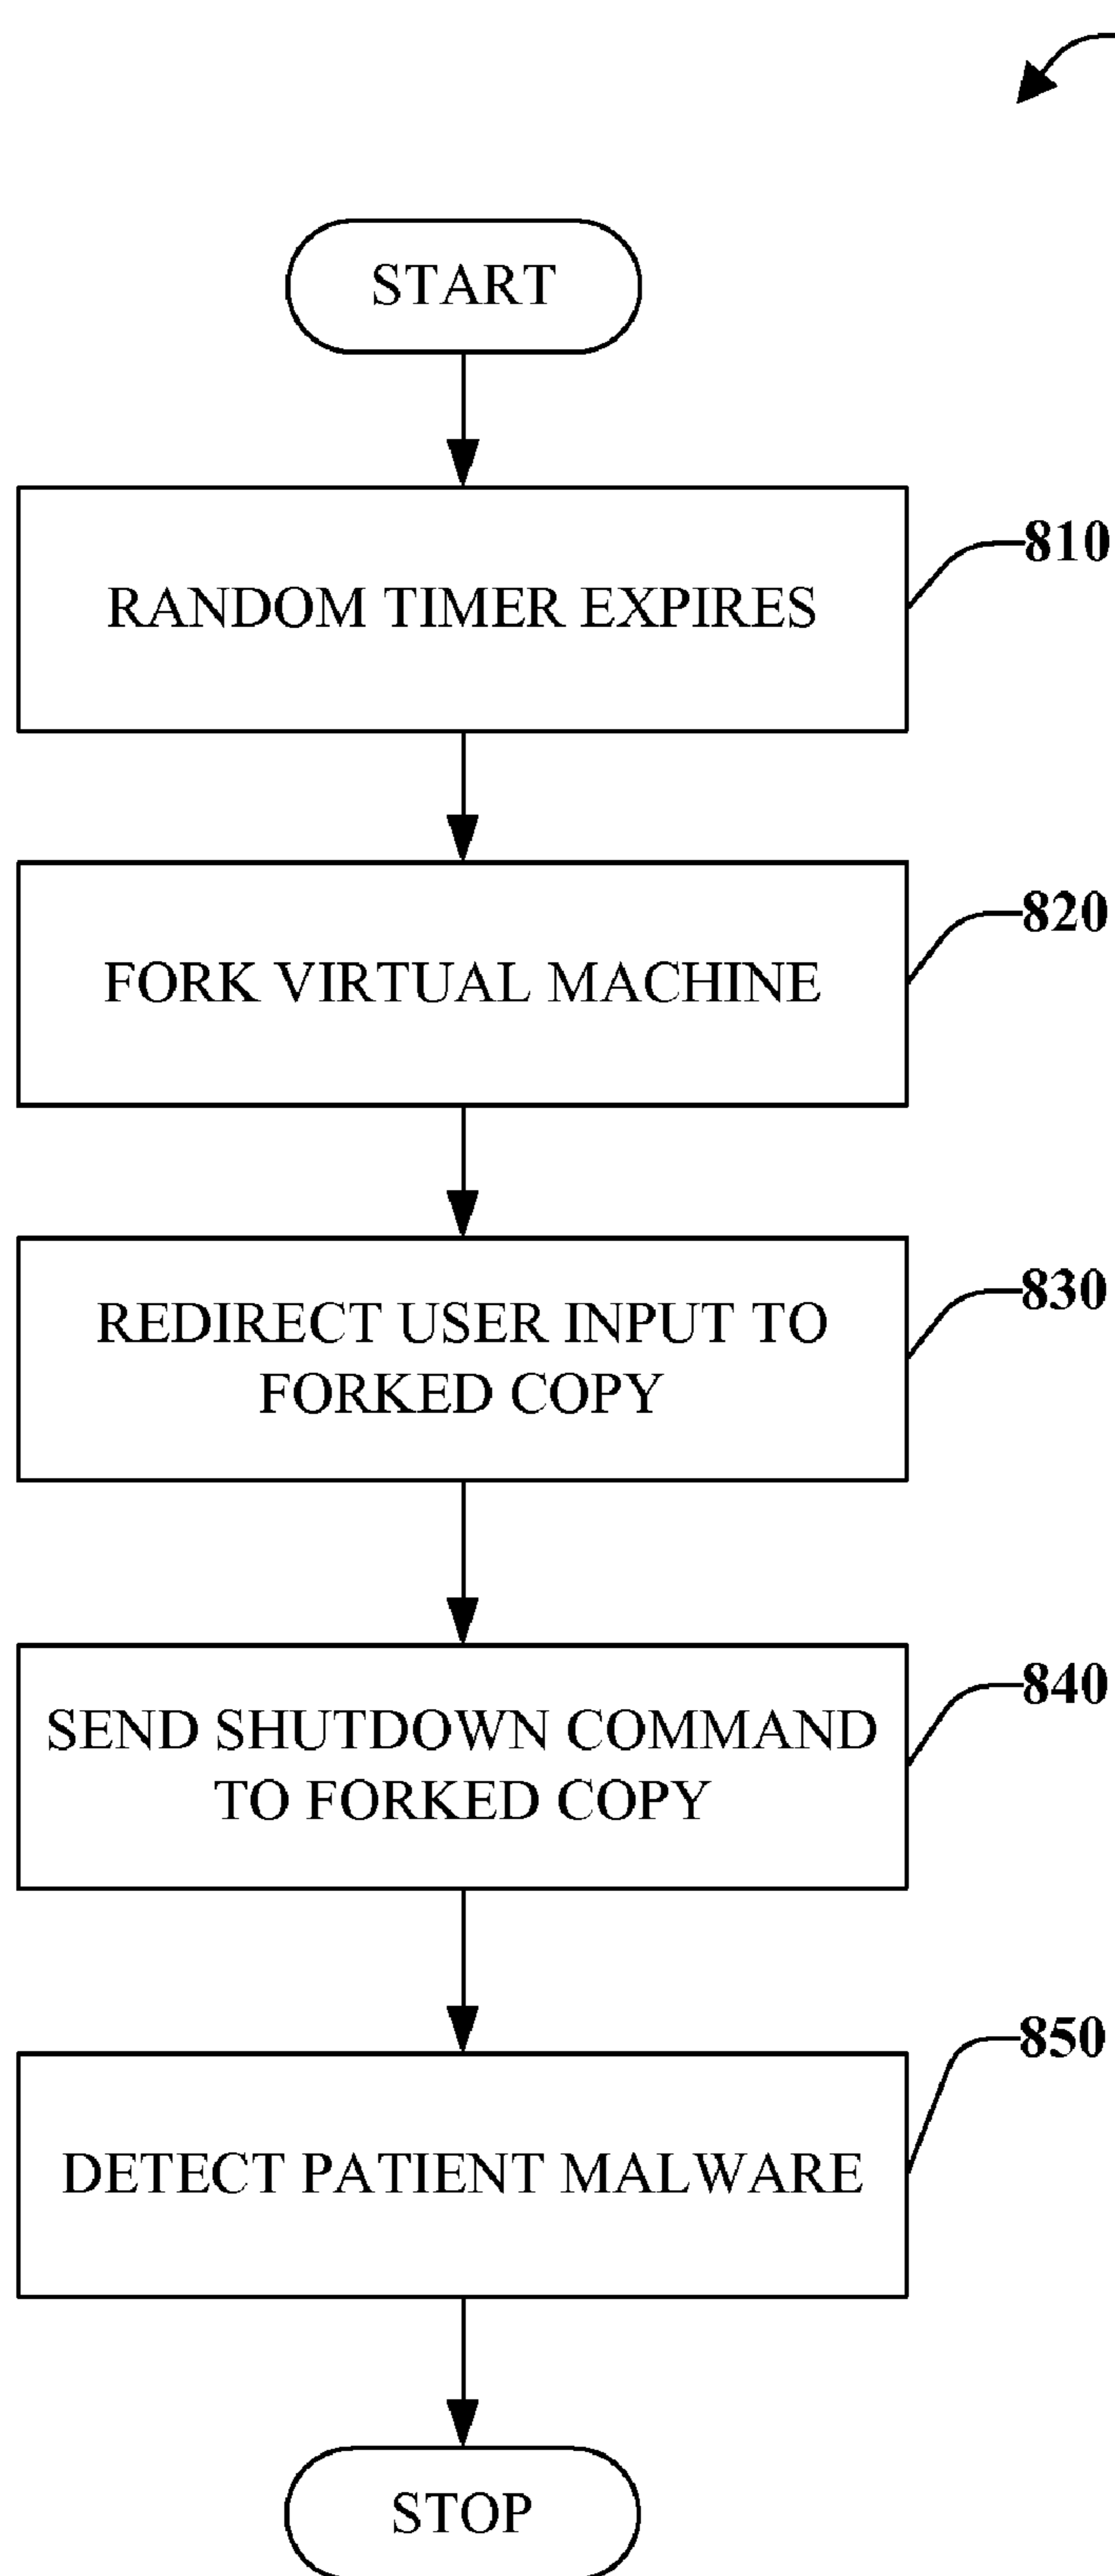 START
RANDOM TIMER EXPIRES
810
FORK VIRTUAL MACHINE
820
REDIRECT USER INPUT TO
FORKED COPY
830
SEND SHUTDOWN COMMAND
TO FORKED COPY
840
DETECT PATIENT MALWARE
850
STOP